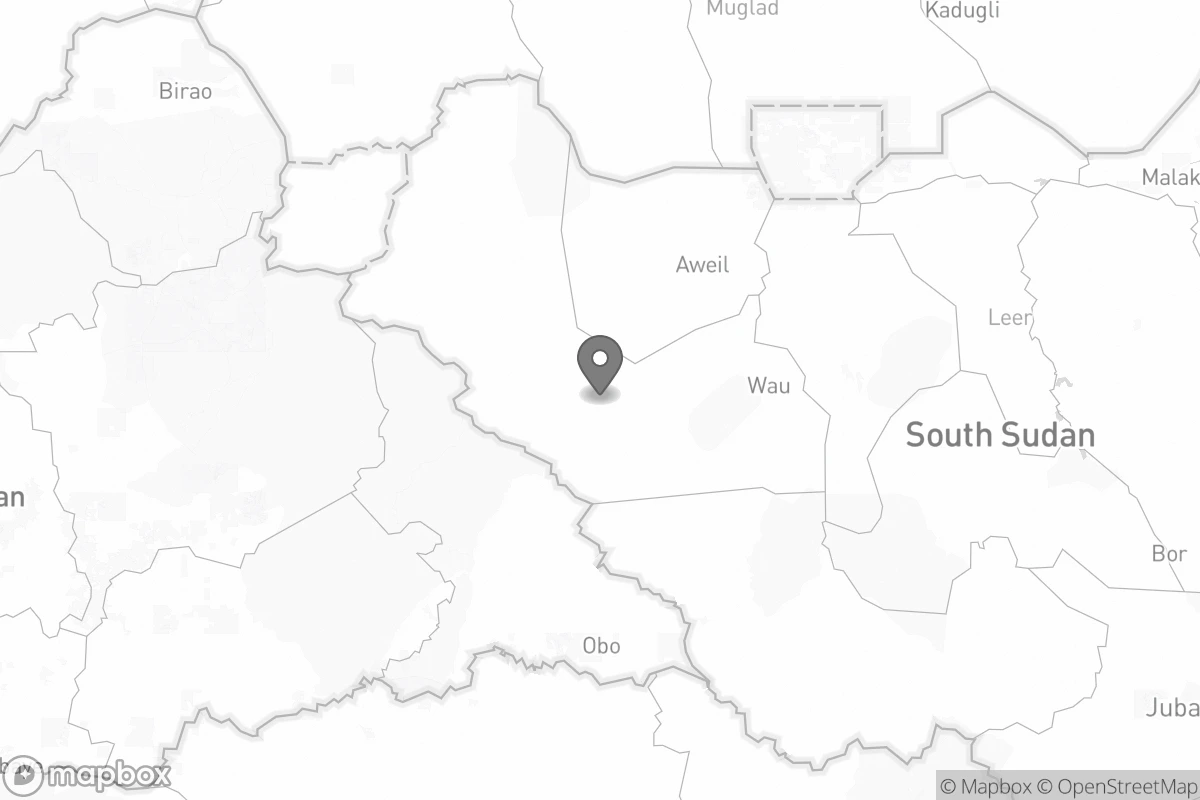 Muglad
Kadugli
Birao
Malak
Aweil
Leer
Wau
South Sudan
an
Bor
Obo
Juba
mapbox
© Mapbox © OpenStreetMap